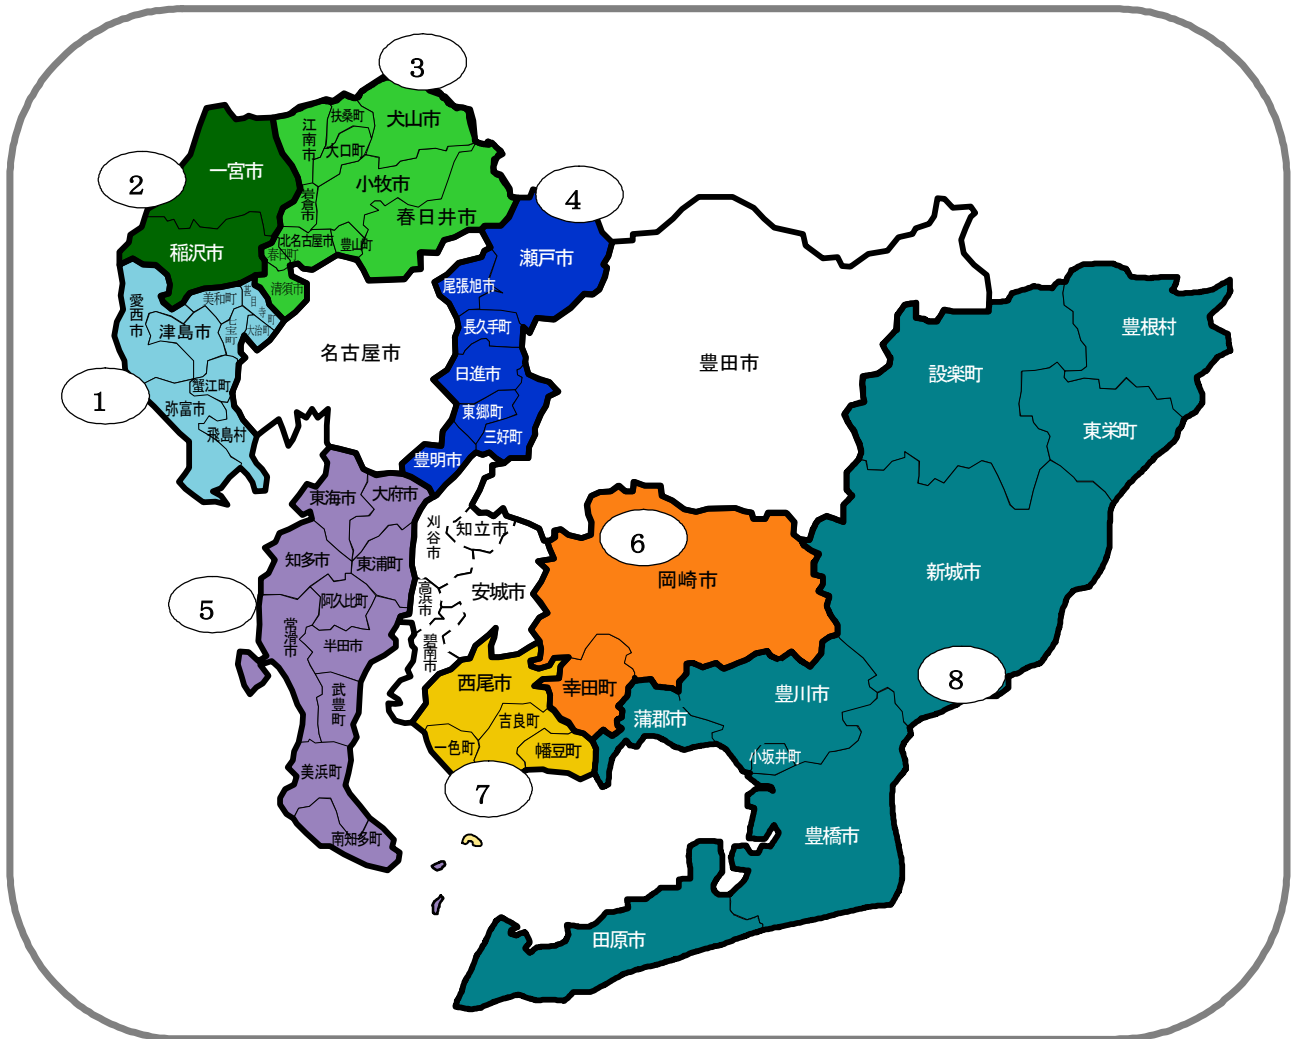 3
扶桑町
犬山市
江南市
大口町
一宮市
2
小牧市
4
岩倉市
春日井市
北名古屋市
豊山町
稲沢市
春日町
瀬戸市
清須市
尾張旭市
美和町
甚目寺町
愛西市
津島市
七宝町
大治町
長久手町
豊根村
名古屋市
豊田市
設楽町
日進市
蟹江町
1
弥富市
東郷町
飛島村
三好町
東栄町
豊明市
東海市
大府市
刈谷市
知立市
6
知多市
東浦町
岡崎市
新城市
高浜市
安城市
阿久比町
5
常滑市
半田市
碧南市
西尾市
幸田町
8
武豊町
豊川市
吉良町
蒲郡市
一色町
幡豆町
小坂井町
美浜町
7
南知多町
豊橋市
田原市